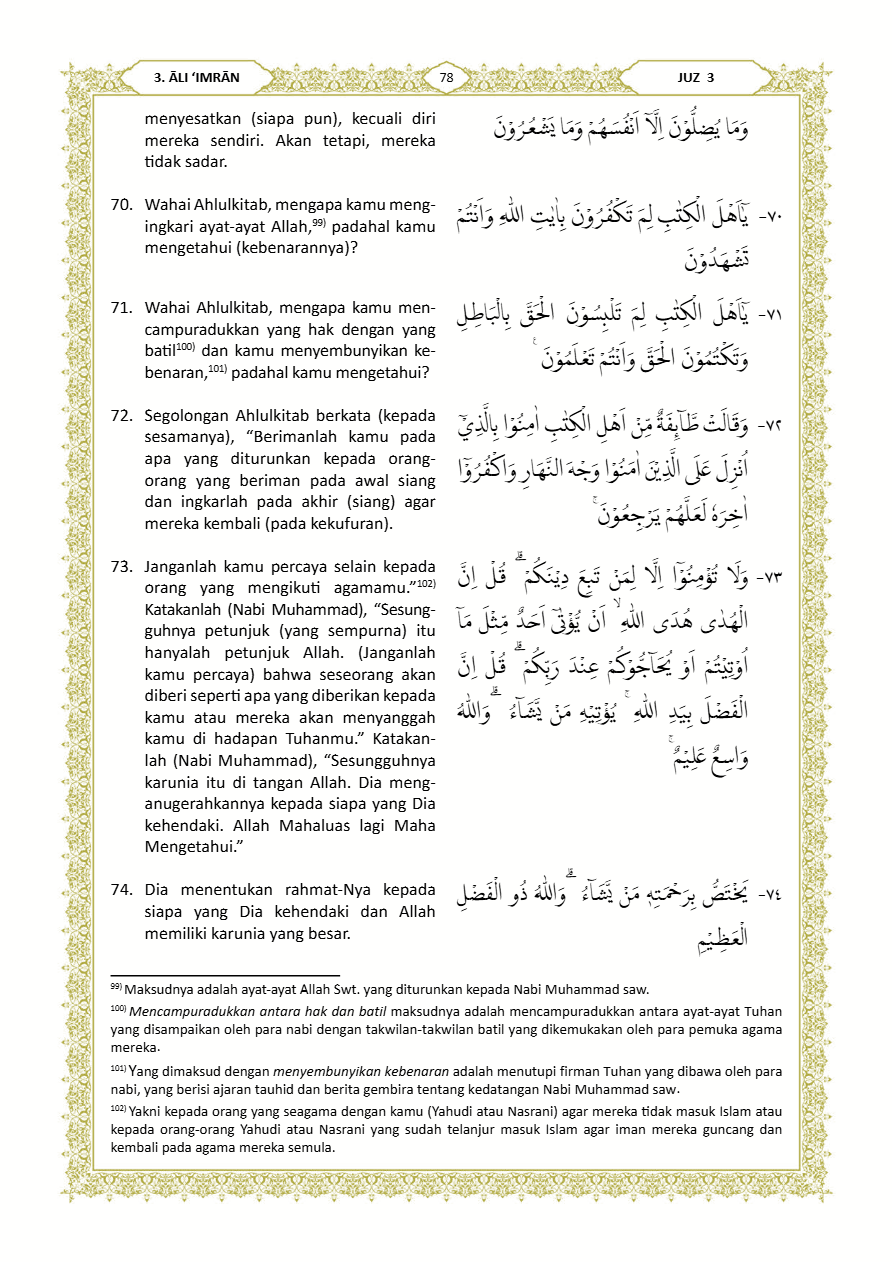 3. ĀLI ‘IMRĀN
78
JUZ 3
menyesatkan (siapa pun), kecuali diri
mereka sendiri. Akan tetapi, mereka
tidak sadar.
وَمَا يُضِلُّوْنَ اِلَّآ اَنْفُسَهُمْ وَمَا يَشْعُرُوْنَ
70. Wahai Ahlulkitab, mengapa kamu meng-
ingkari ayat-ayat Allah,99) padahal kamu
mengetahui (kebenarannya)?
٧٠- يٰٓاَهْلَ الْكِتٰبِ لِمَ تَكْفُرُوْنَ بِاٰيٰتِ اللّٰهِ وَاَنْتُمْ
تَشْهَدُوْنَ
71. Wahai Ahlulkitab, mengapa kamu men-
campuradukkan yang hak dengan yang
batil100) dan kamu menyembunyikan ke-
benaran,101) padahal kamu mengetahui?
٧١- يٰٓاَهْلَ الْكِتٰبِ لِمَ تَلْبِسُوْنَ الْحَقَّ بِالْبَاطِلِ
وَتَكْتُمُوْنَ الْحَقَّ وَاَنْتُمْ تَعْلَمُوْنَ ࣖ
72. Segolongan Ahlulkitab berkata (kepada
sesamanya), “Berimanlah kamu pada
apa yang diturunkan kepada orang-
orang yang beriman pada awal siang
dan ingkarlah pada akhir (siang) agar
mereka kembali (pada kekufuran).
٧٢- وَقَالَتْ طَّاۤىِٕفَةٌ مِّنْ اَهْلِ الْكِتٰبِ اٰمِنُوْا بِالَّذِيْٓ
اُنْزِلَ عَلَى الَّذِيْنَ اٰمَنُوْا وَجْهَ النَّهَارِ وَاكْفُرُوْٓا
اٰخِرَهٗ لَعَلَّهُمْ يَرْجِعُوْنَۚ
73. Janganlah kamu percaya selain kepada
orang yang mengikuti agamamu.”102)
Katakanlah (Nabi Muhammad), “Sesung-
guhnya petunjuk (yang sempurna) itu
hanyalah petunjuk Allah. (Janganlah
kamu percaya) bahwa seseorang akan
diberi seperti apa yang diberikan kepada
kamu atau mereka akan menyanggah
kamu di hadapan Tuhanmu.” Katakan-
lah (Nabi Muhammad), “Sesungguhnya
karunia itu di tangan Allah. Dia meng-
anugerahkannya kepada siapa yang Dia
kehendaki. Allah Mahaluas lagi Maha
Mengetahui.”
٧٣- وَلَا تُؤْمِنُوْٓا اِلَّا لِمَنْ تَبِعَ دِيْنَكُمْ ۗ قُلْ اِنَّ
الْهُدٰى هُدَى اللّٰهِ ۙ اَنْ يُّؤْتٰىٓ اَحَدٌ مِّثْلَ مَآ
اُوْتِيْتُمْ اَوْ يُحَاۤجُّوْكُمْ عِنْدَ رَبِّكُمْ ۗ قُلْ اِنَّ
الْفَضْلَ بِيَدِ اللّٰهِ ۚ يُؤْتِيْهِ مَنْ يَّشَاۤءُ ۗ وَاللّٰهُ
وَاسِعٌ عَلِيْمٌ ۚ
74. Dia menentukan rahmat-Nya kepada
siapa yang Dia kehendaki dan Allah
memiliki karunia yang besar.
٧٤- يَخْتَصُّ بِرَحْمَتِهٖ مَنْ يَّشَاۤءُ ۗ وَاللّٰهُ ذُو الْفَضْلِ
الْعَظِيْمِ
99) Maksudnya adalah ayat-ayat Allah Swt. yang diturunkan kepada Nabi Muhammad saw.
100) Mencampuradukkan antara hak dan batil maksudnya adalah mencampuradukkan antara ayat-ayat Tuhan
yang disampaikan oleh para nabi dengan takwilan-takwilan batil yang dikemukakan oleh para pemuka agama
mereka.
101) Yang dimaksud dengan menyembunyikan kebenaran adalah menutupi firman Tuhan yang dibawa oleh para
nabi, yang berisi ajaran tauhid dan berita gembira tentang kedatangan Nabi Muhammad saw.
102) Yakni kepada orang yang seagama dengan kamu (Yahudi atau Nasrani) agar mereka tidak masuk Islam atau
kepada orang-orang Yahudi atau Nasrani yang sudah telanjur masuk Islam agar iman mereka guncang dan
kembali pada agama mereka semula.